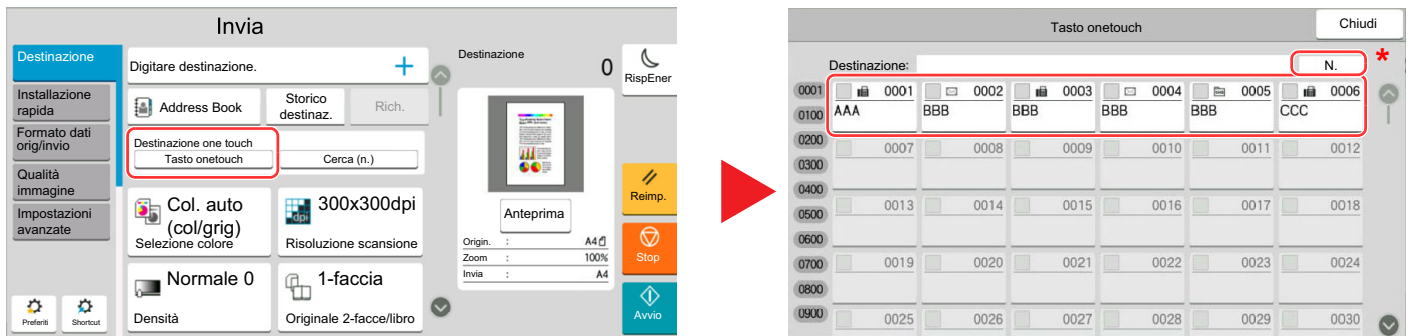 Invia
Destinazione
Installazione
rapida
Formato dati
orig/invio
Qualità
immagine
Impostazioni
avanzate
Preferiti
Shortcut
Digitare destinazione.
+
Address Book
Storico
destinaz.
Rich.
Destinazione one touch
Tasto onetouch
Cerca (n.)
Col. auto
(col/grig)
Selezione colore
dpi
300x300dpi
Risoluzione scansione
Normale 0
Densità
1-faccia
Originale 2-facce/libro
Destinazione
0
Anteprima
Origin. : A4
Zoom : 100%
Invia : A4
RispEner
Reimp.
Stop
Avvio
Tasto onetouch
Chiudi
Destinazione:
N.
*
0001
0100
0200
0300
0400
0500
0600
0700
0800
0900
0001 0002 0003 0004 0005 0006
AAA BBB BBB BBB BBB CCC
0007 0008 0009 0010 0011 0012
0013 0014 0015 0016 0017 0018
0019 0020 0021 0022 0023 0024
0025 0026 0027 0028 0029 0030